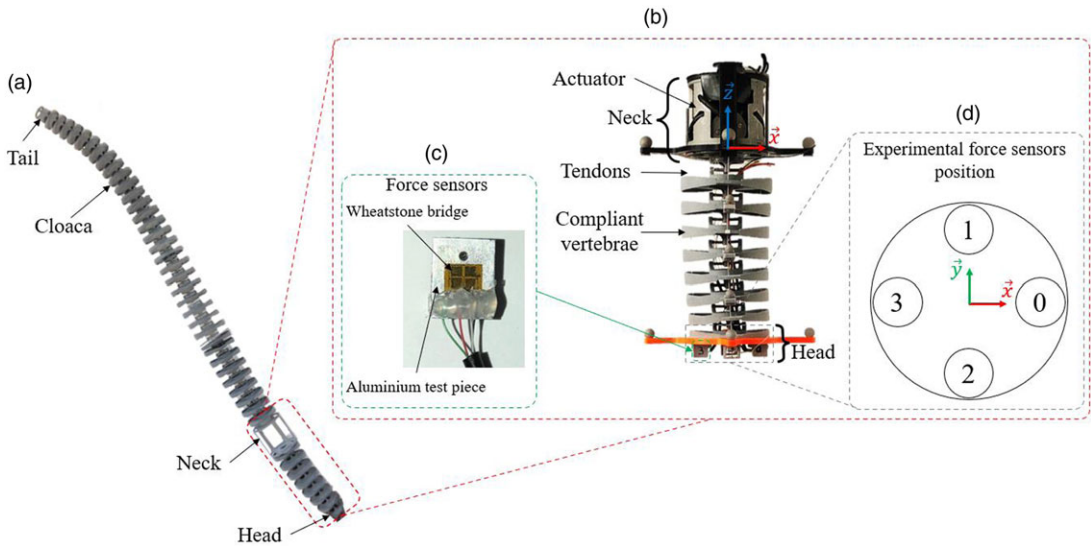 (a)
Tail
Cloaca
Neck
Head
(b)
Actuator
Neck
z
x
Tendons
Compliant
vertebrae
Head
(c)
Force sensors
Wheatstone bridge
Aluminium test piece
(d)
Experimental force sensors
position
1
y
x
3
0
2